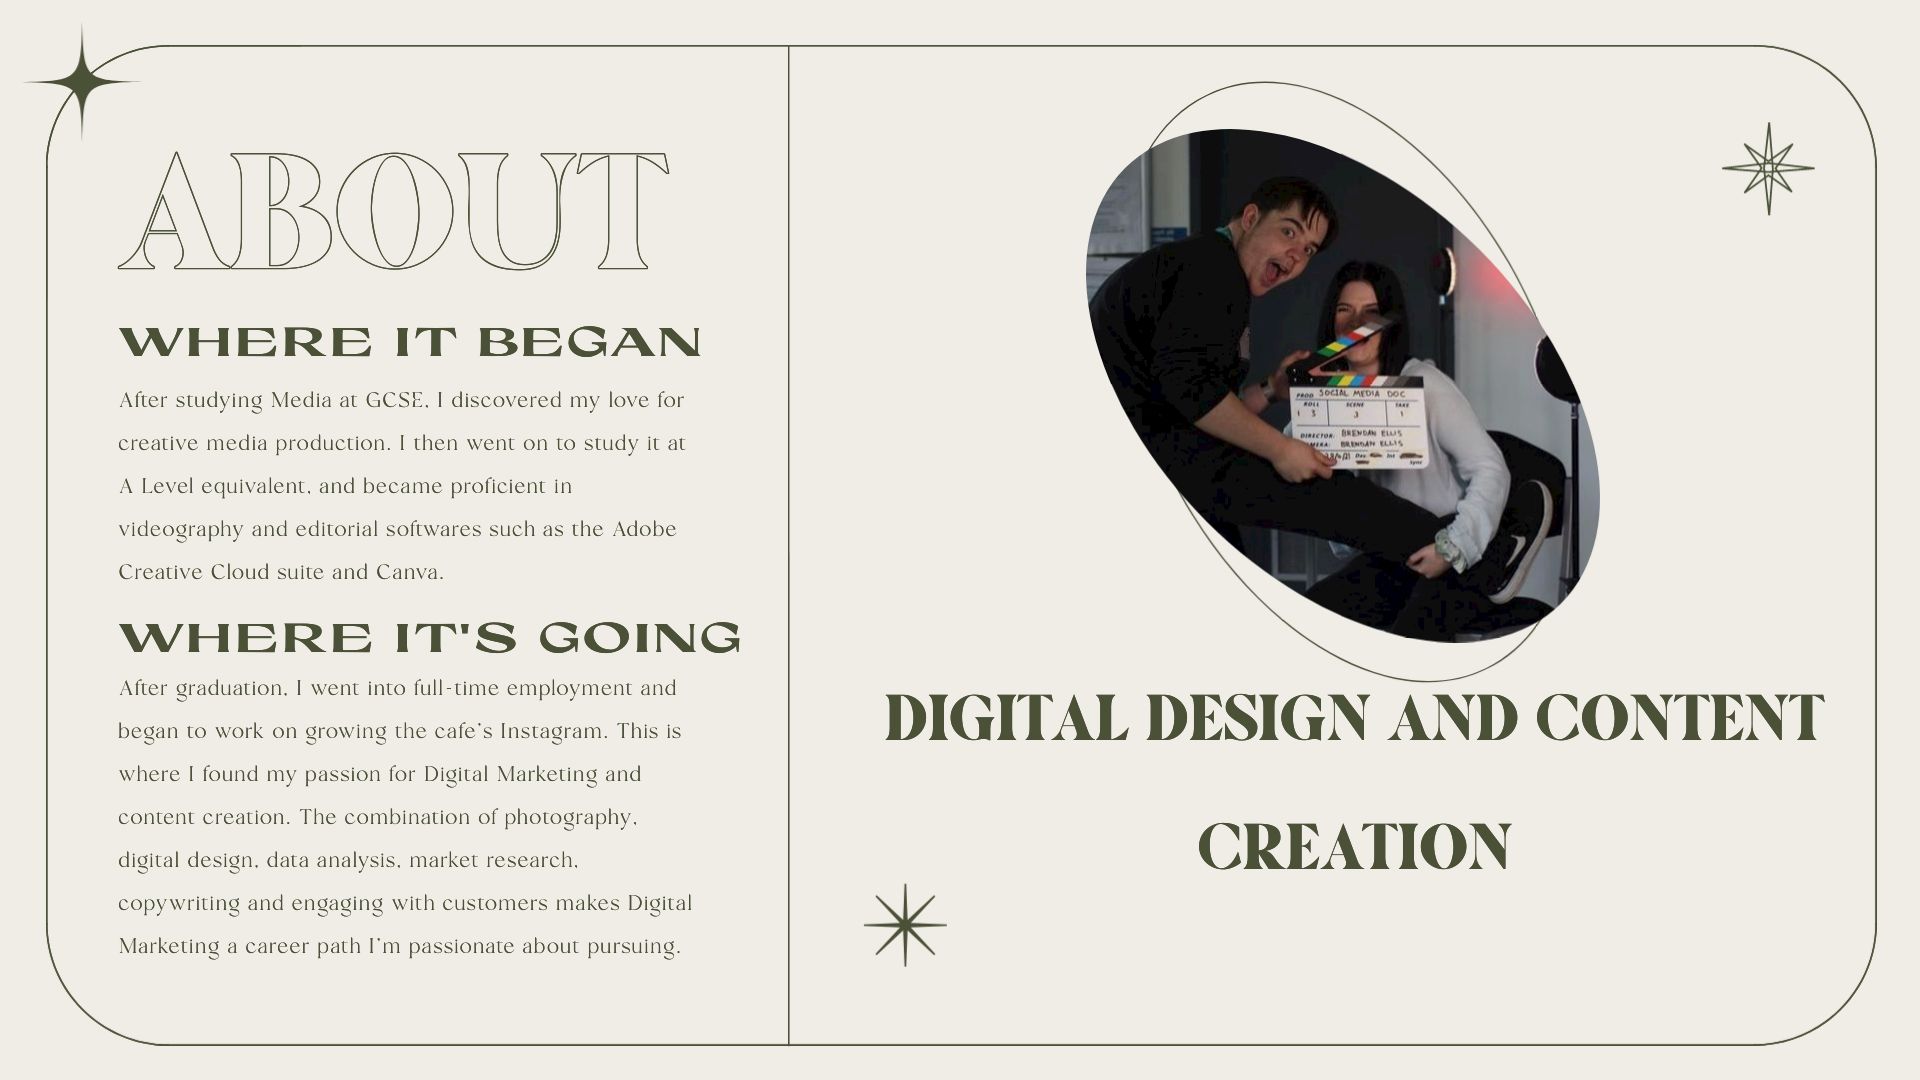 ABOUT
WHERE IT BEGAN
After studying Media at GCSE, I discovered my love for
creative media production. I then went on to study it at
A Level equivalent, and became proficient in
videography and editorial softwares such as the Adobe
Creative Cloud suite and Canva.
WHERE IT'S GOING
After graduation, I went into full-time employment and
began to work on growing the cafe's Instagram. This is
where I found my passion for Digital Marketing and
content creation. The combination of photography,
digital design, data analysis, market research,
copywriting and engaging with customers makes Digital
Marketing a career path I'm passionate about pursuing.
PROD SOCIAL MEDIA DOC
ROLL SCENE TAKE
3 3 1
DIRECTOR: BRENDAN ELLIS
BRENDAN ELLIS
Day Int
Sync
DIGITAL DESIGN AND CONTENT
CREATION